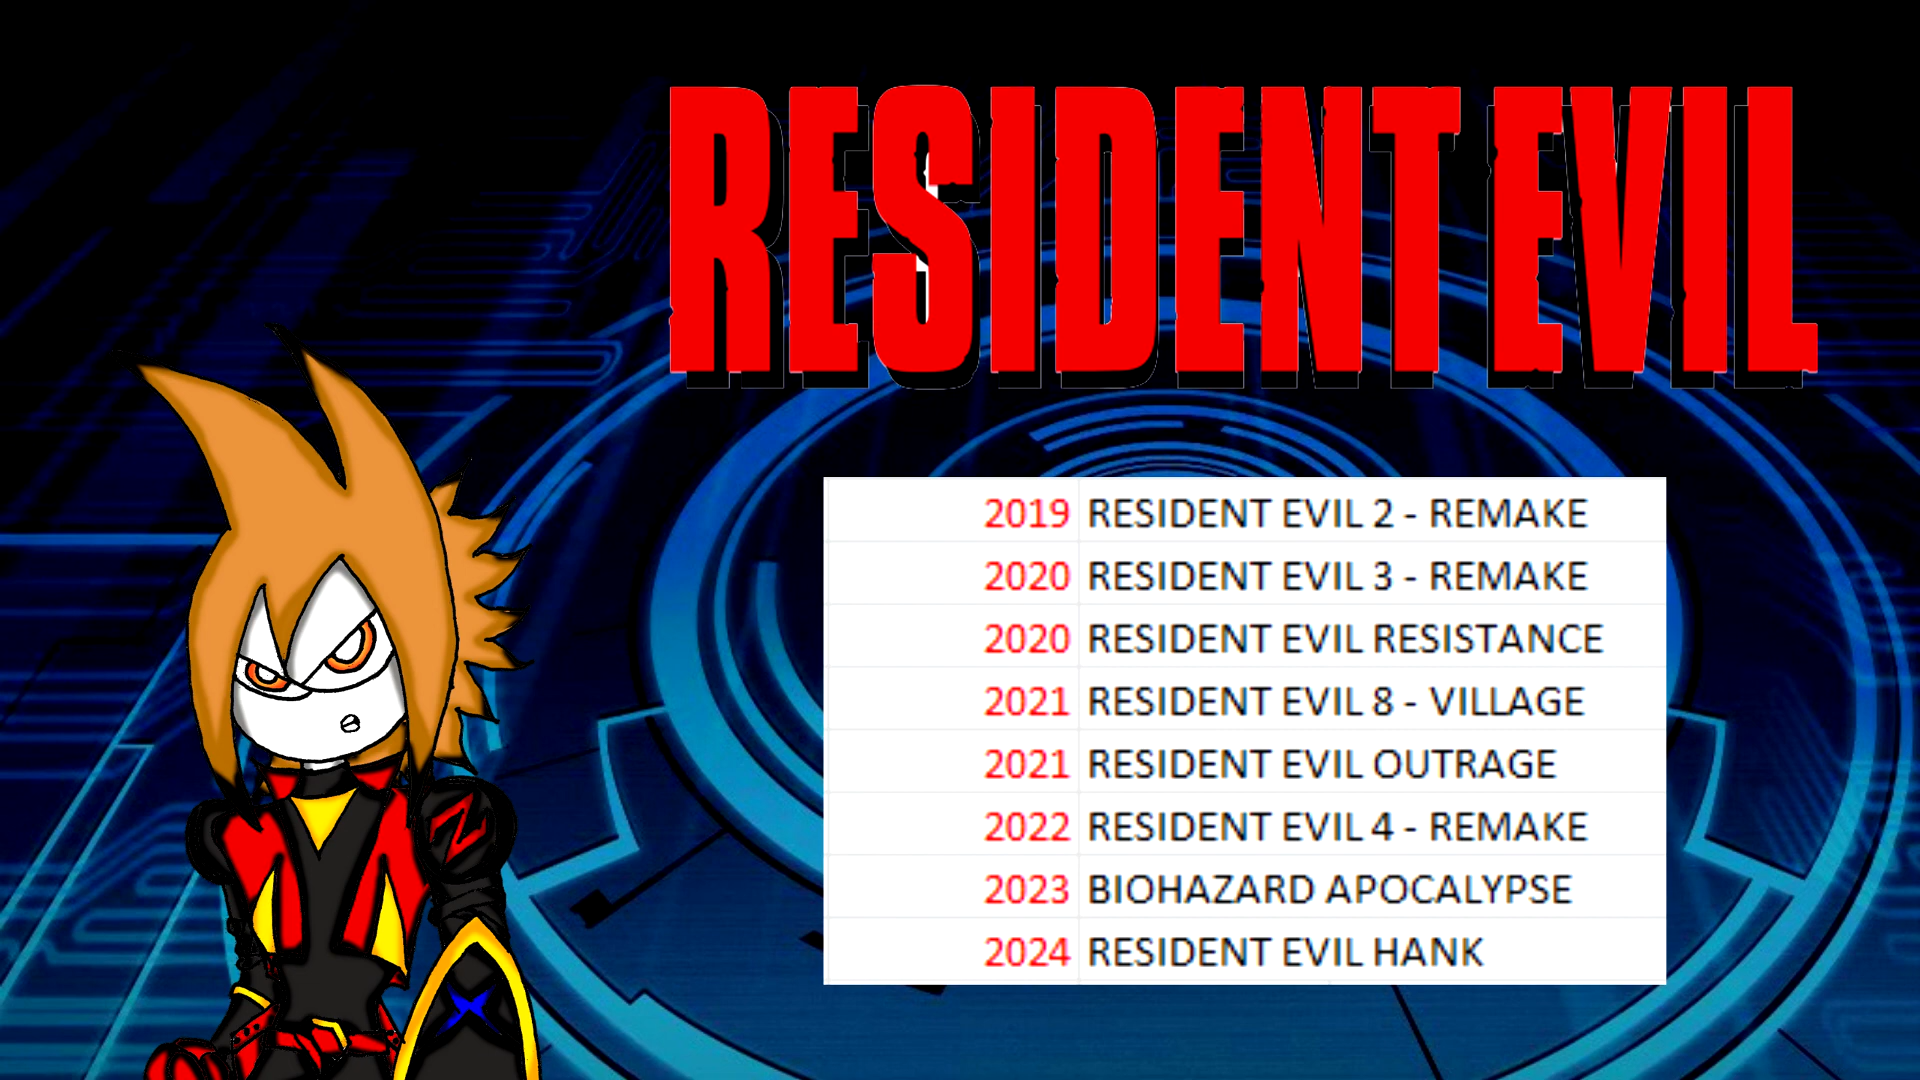 RESIDENT EVIL
2019 RESIDENT EVIL 2 - REMAKE
2020 RESIDENT EVIL 3 - REMAKE
2020 RESIDENT EVIL RESISTANCE
2021 RESIDENT EVIL 8 - VILLAGE
2021 RESIDENT EVIL OUTRAGE
2022 RESIDENT EVIL 4 - REMAKE
2023 BIOHAZARD APOCALYPSE
2024 RESIDENT EVIL HANK
N
X